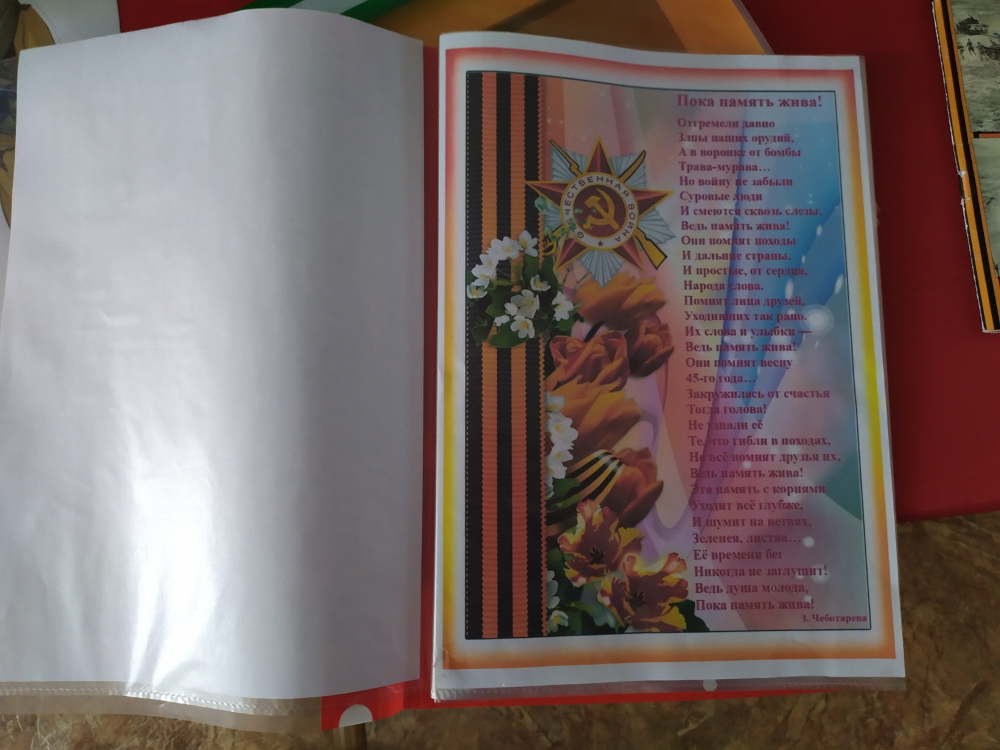 Пока память жива!
Отгремели давно
Злпы наших орудий,
А в воронке от бомбы
Трава-мурава...
Но войну не забыли
Суровые люди
И смеются сквозь слезы,
Ведь память жива!
Они помнят походы
И дальние страны,
И простые, от сердца,
Народа слова.
Помнят лица друзей,
Уходивших так рано.
Их слова и улыбки —
Ведь память жива!
Они помнят весну
45-го года...
Закружилась от счастья
Тогда голова!
Не узнали её
Те, что гибли в походах,
Но всё помнят друзья их,
Ведь память жива!
Эта память с корнями
Уходит всё глубже,
И шумит на ветвях,
Зеленея, листва...
Её времени бег
Никогда не заглушит!
Ведь душа молода,
Пока память жива!
З. Чеботарева
ОТЕЧЕСТВЕННАЯ ВОЙНА